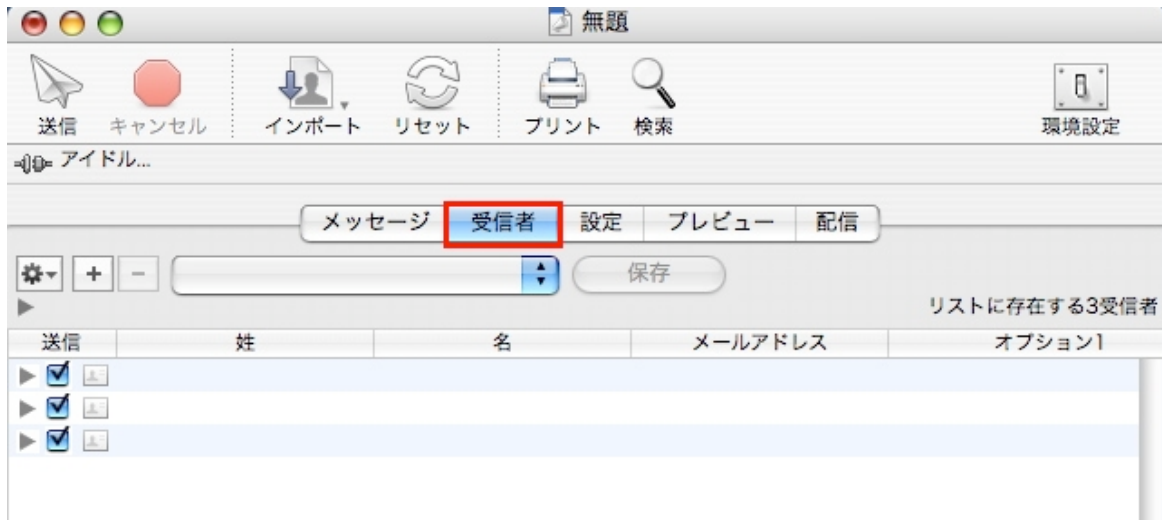 無題
送信 キャンセル インポート リセット プリント 検索 環境設定
アイドル...
メッセージ 受信者 設定 プレビュー 配信
保存
リストに存在する3受信者
送信 姓 名 メールアドレス オプション1